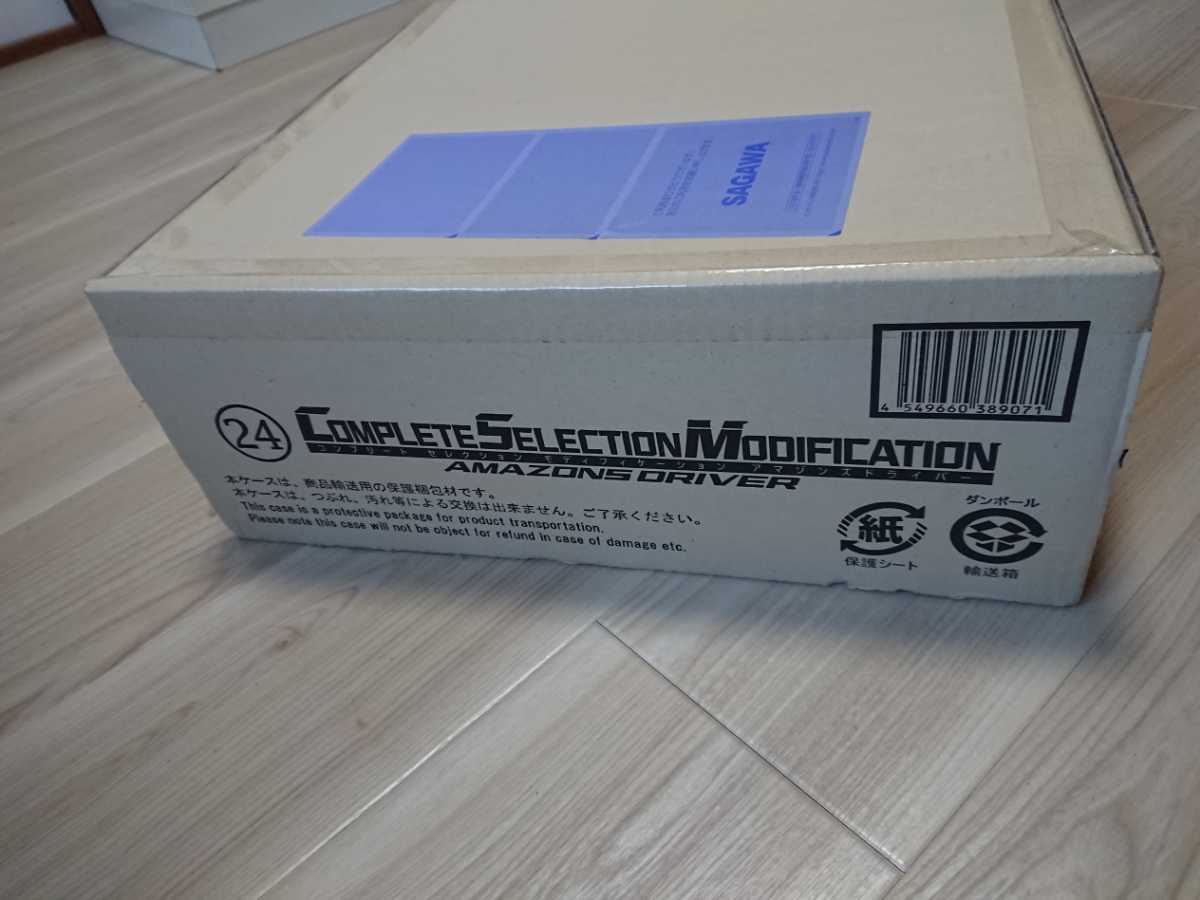 SAGAWA
4 549660 389071
24
COMPLETE SELECTION MODIFICATION
コンプリート セレクション モディフィケーション アマゾンズドライバー
AMAZONS DRIVER
本ケースは、商品輸送用の保護梱包材です。
本ケースは、つぶれ、汚れ等による交換は出来ません。ご了承ください。
This case is a protective package for product transportation.
Please note this case will not be object for refund in case of damage etc.
紙
保護シート
ダンボール
輸送箱